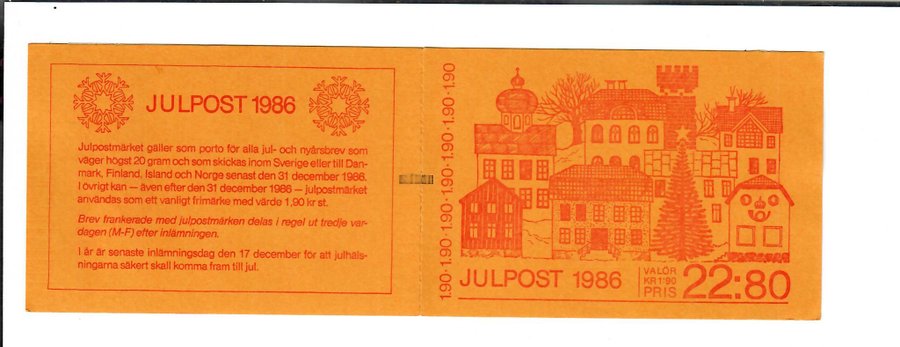 JULPOST 1986
Julpostmärket gäller som porto för alla jul- och nyårsbrev som
väger högst 20 gram och som skickas inom Sverige eller till Dan-
mark, Finland, Island och Norge senast den 31 december 1986.
I övrigt kan — även efter den 31 december 1986 — julpostmärket
användas som ett vanligt frimärke med värde 1,90 kr st.
Brev frankerade med julpostmärken delas i regel ut tredje var-
dagen (M-F) efter inlämningen.
I år är senaste inlämningsdag den 17 december för att julhäls-
ningarna säkert skall komma fram till jul.
1.90·1.90·1.90·1.90·1.90·1.90
JULPOST 1986
VALÖR
KR 1:90
PRIS
22:80